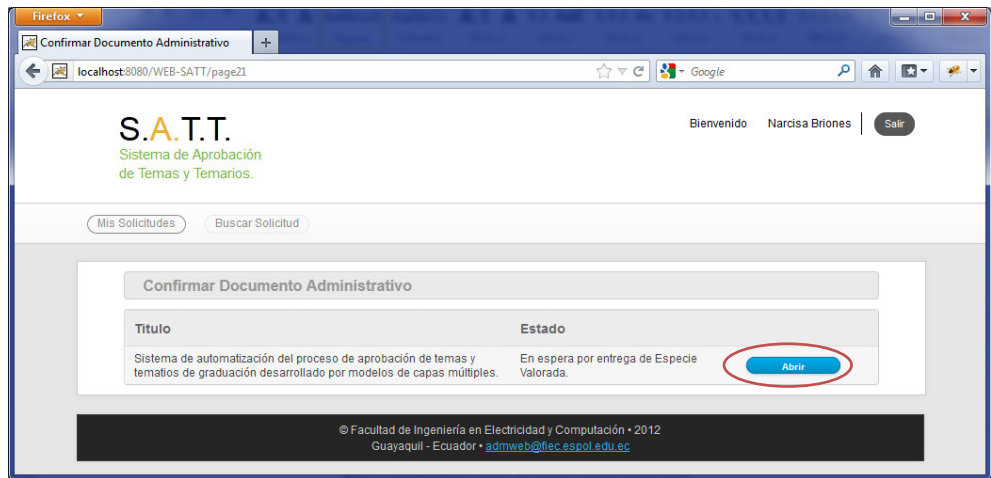 Firefox
Confirmar Documento Administrativo
localhost:8080/WEB-SATT/page21
Google
S.A.T.T.
Sistema de Aprobación
de Temas y Temarios.
Bienvenido Narcisa Briones Salir
Mis Solicitudes Buscar Solicitud
Confirmar Documento Administrativo
Titulo Estado
Sistema de automatización del proceso de aprobación de temas y En espera por entrega de Especie
tematios de graduación desarrollado por modelos de capas múltiples. Valorada.
Abrir
© Facultad de Ingeniería en Electricidad y Computación • 2012
Guayaquil - Ecuador • admweb@fiec.espol.edu.ec